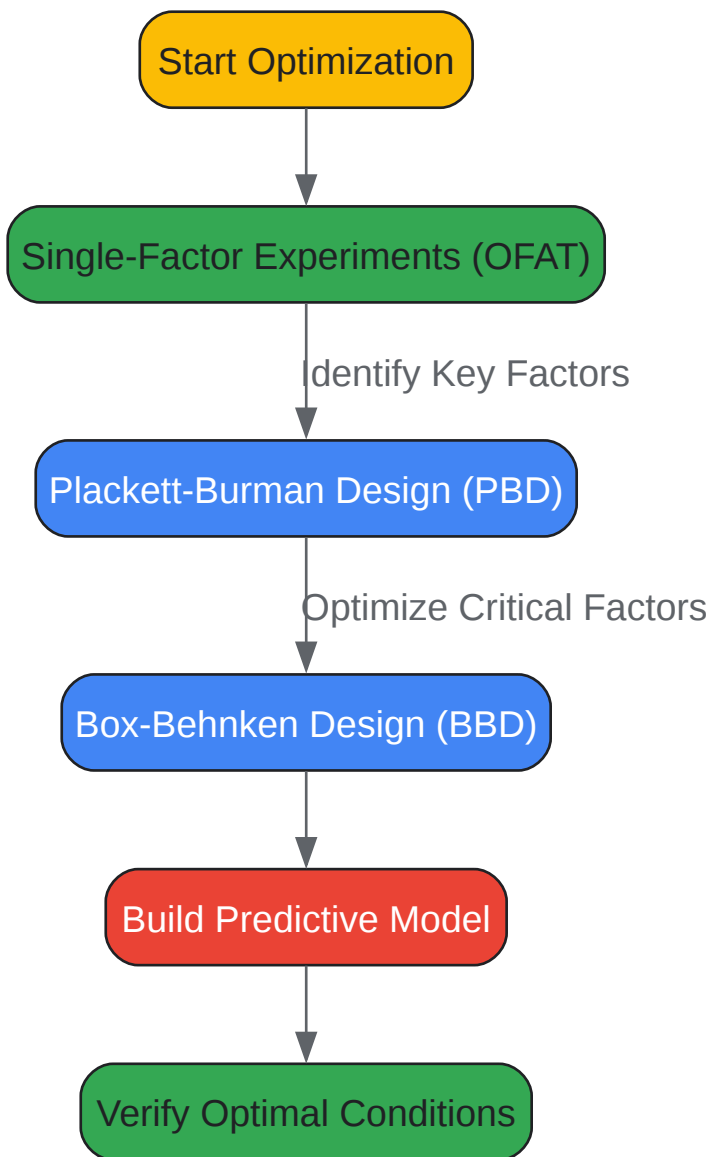 Start Optimization
Single-Factor Experiments (OFAT)
Identify Key Factors
Plackett-Burman Design (PBD)
Optimize Critical Factors
Box-Behnken Design (BBD)
Build Predictive Model
Verify Optimal Conditions